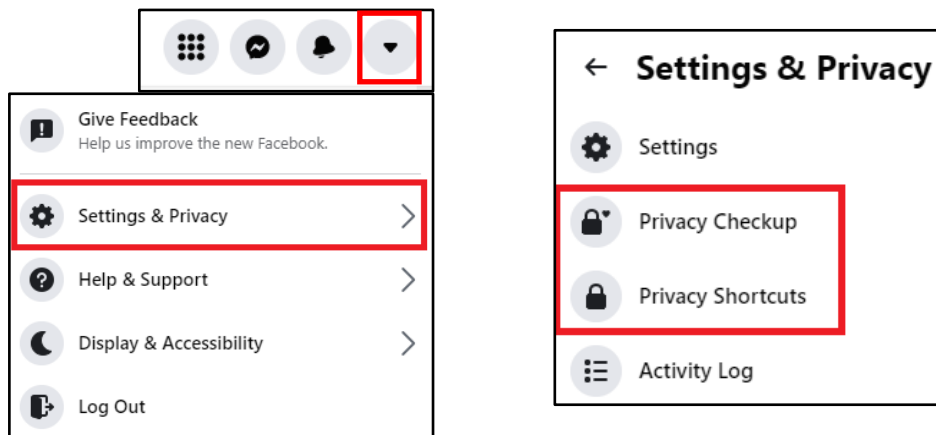 Give Feedback
Help us improve the new Facebook.
Settings & Privacy
Help & Support
Display & Accessibility
Log Out
Settings & Privacy
Settings
Privacy Checkup
Privacy Shortcuts
Activity Log